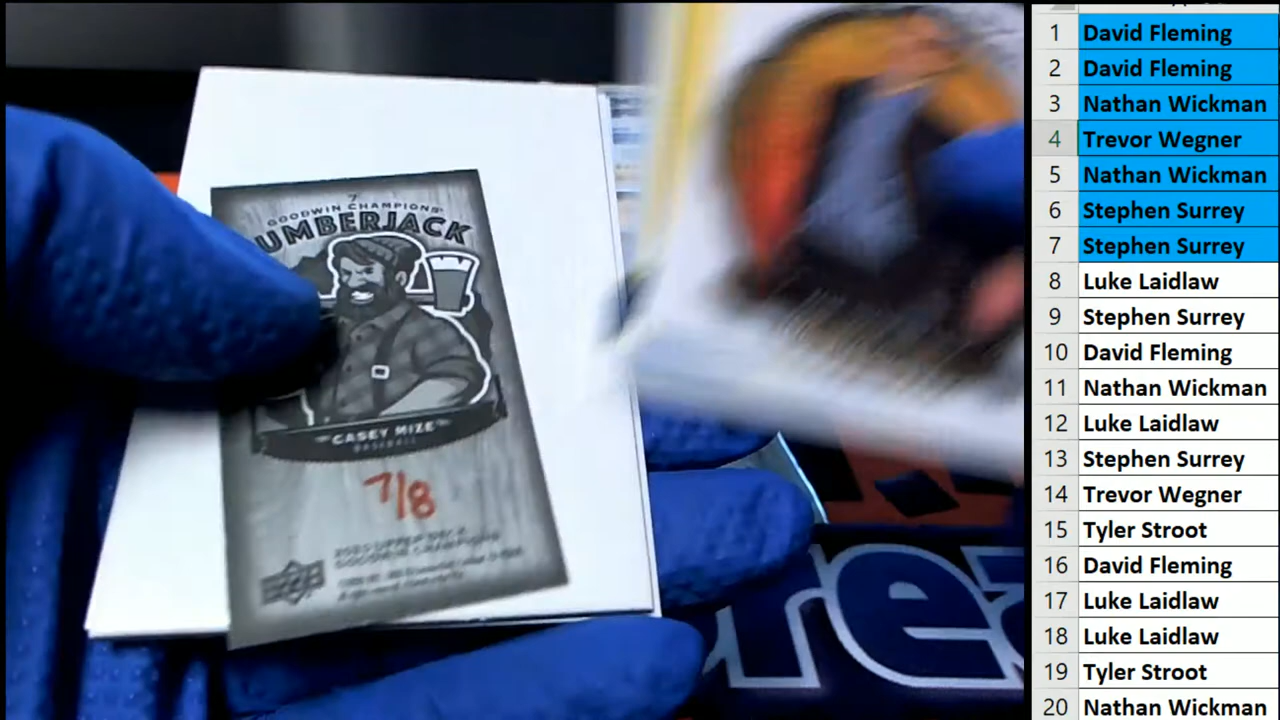 7
GOODWIN CHAMPIONS
UMBERJACK
CASEY MIZE
BASEBALL
7/8
GOODWIN CHAMPIONS
1 David Fleming
2 David Fleming
3 Nathan Wickman
4 Trevor Wegner
5 Nathan Wickman
6 Stephen Surrey
7 Stephen Surrey
8 Luke Laidlaw
9 Stephen Surrey
10 David Fleming
11 Nathan Wickman
12 Luke Laidlaw
13 Stephen Surrey
14 Trevor Wegner
15 Tyler Stroot
16 David Fleming
17 Luke Laidlaw
18 Luke Laidlaw
19 Tyler Stroot
20 Nathan Wickman